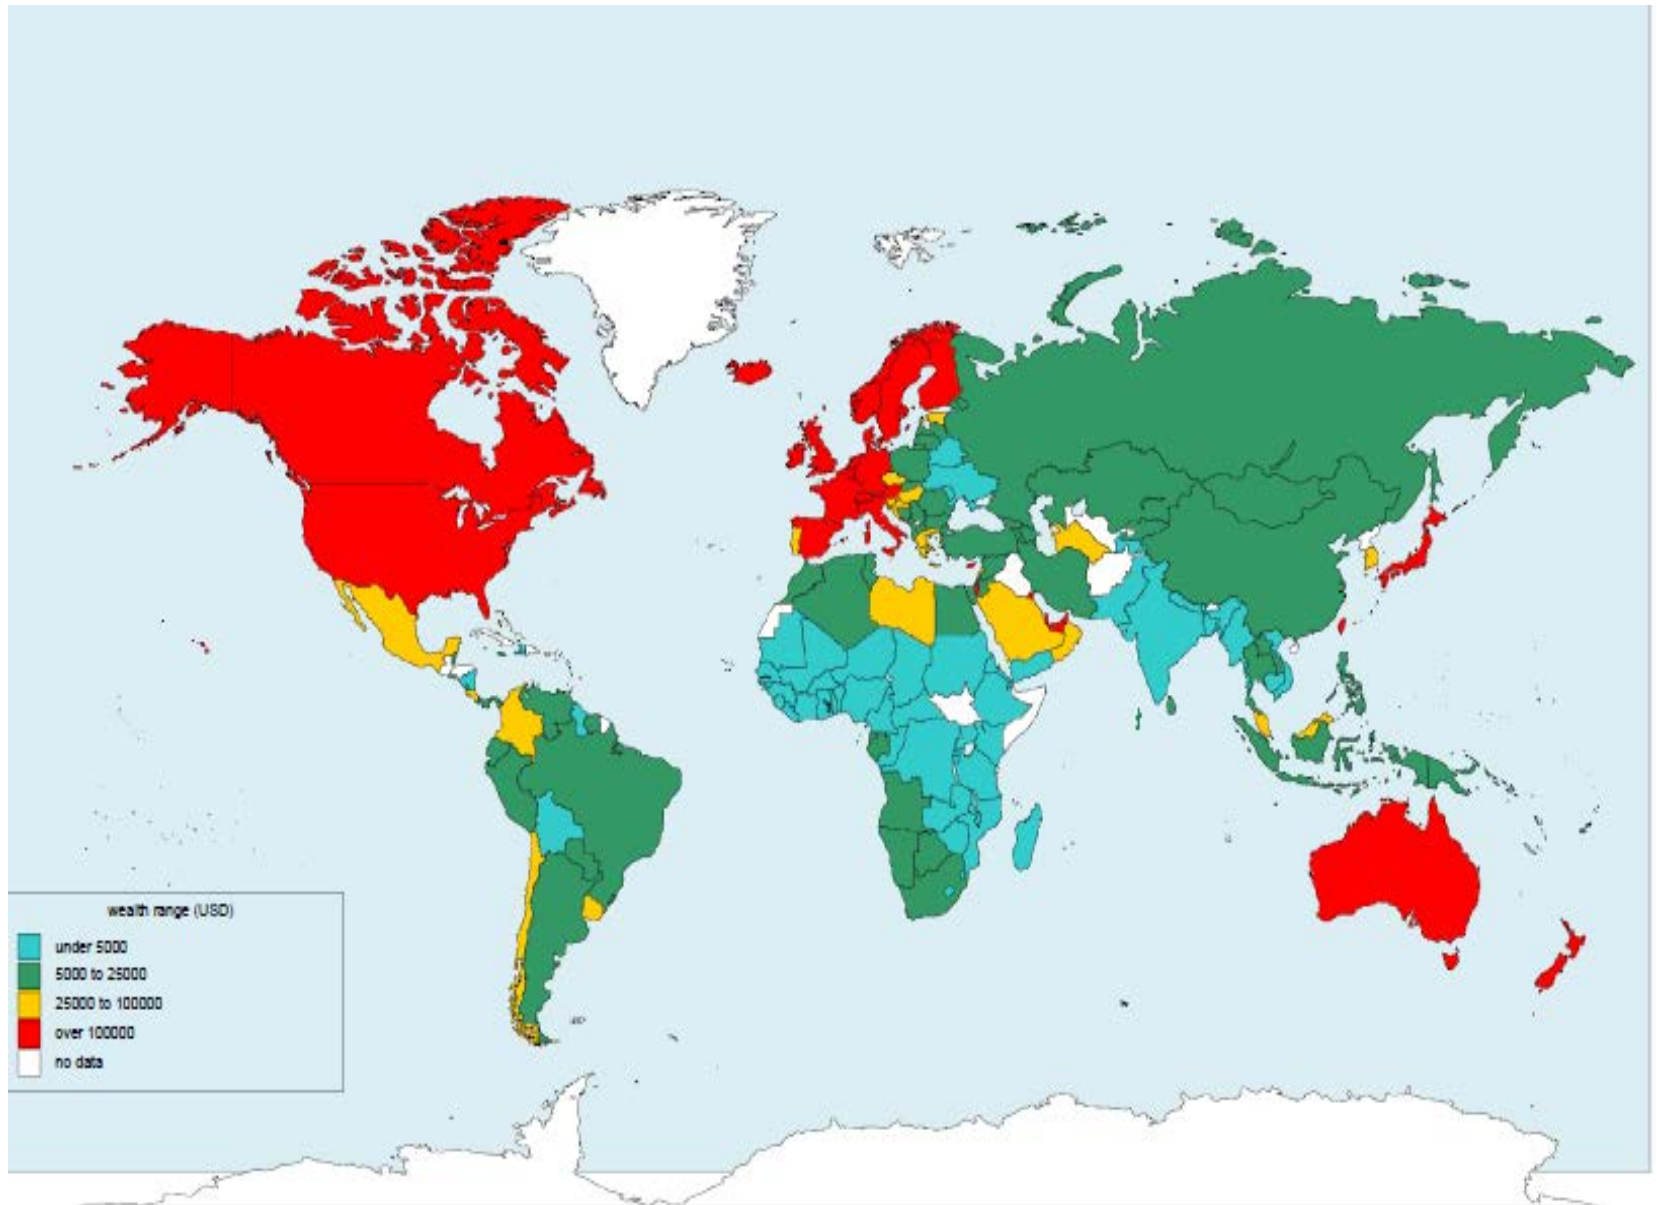 wealth range (USD)
under 5000
5000 to 25000
25000 to 100000
over 100000
no data